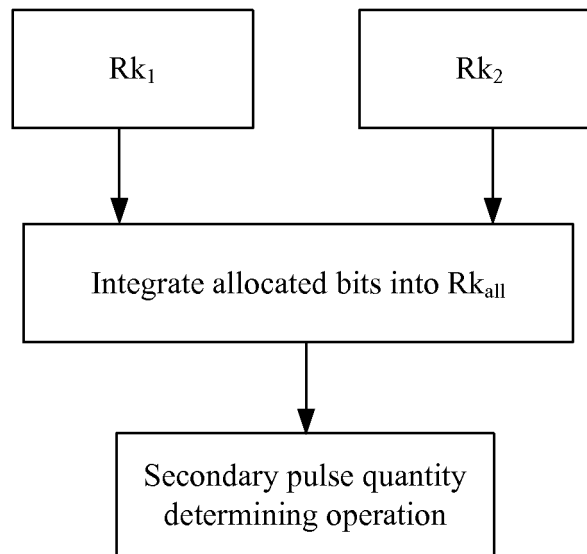 Rk₁
Rk₂
Integrate allocated bits into Rkₐₗₗ
Secondary pulse quantity
determining operation